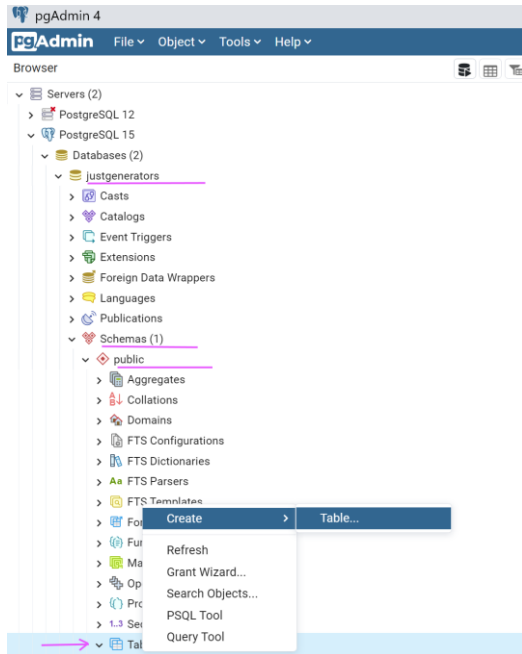 pgAdmin 4
pgAdmin File Object Tools Help
Browser
Servers (2)
PostgreSQL 12
PostgreSQL 15
Databases (2)
justgenerators
Casts
Catalogs
Event Triggers
Extensions
Foreign Data Wrappers
Languages
Publications
Schemas (1)
public
Aggregates
Collations
Domains
FTS Configurations
FTS Dictionaries
Aa FTS Parsers
FTS Templates
Create Table...
Refresh
Grant Wizard...
Search Objects...
PSQL Tool
Query Tool